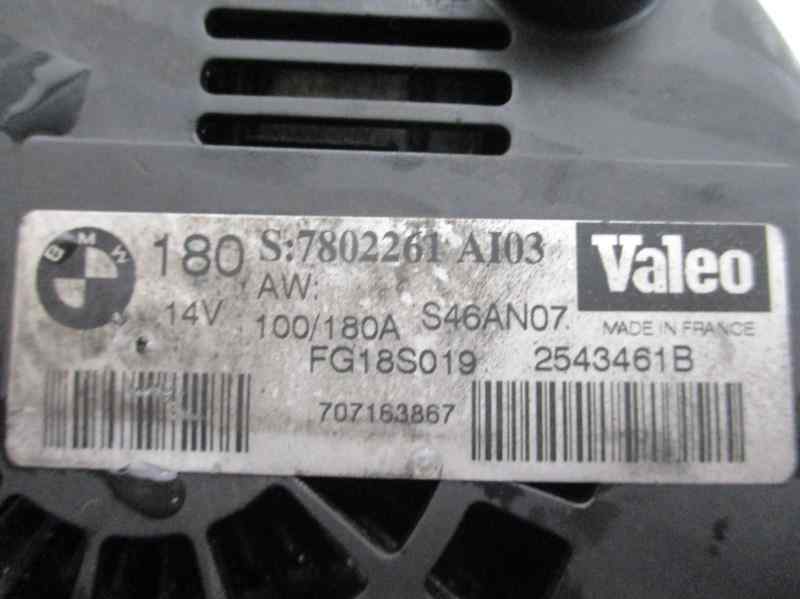 BMW 180 S:7802261 AI03 Valeo
AW:
14V 100/180A S46AN07. MADE IN FRANCE
FG18S019 2543461B
707163867